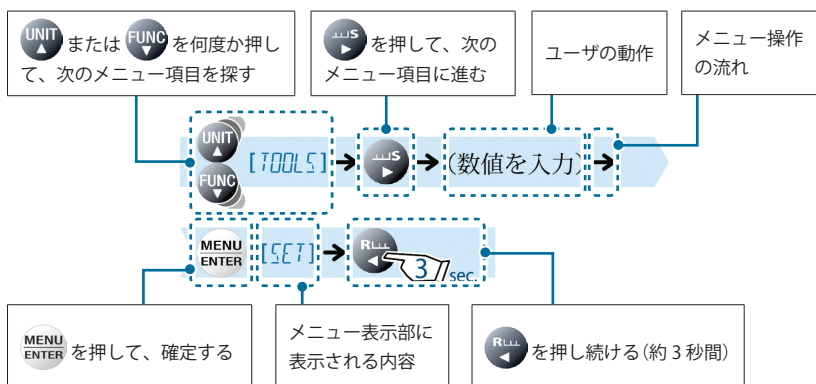 UNIT または FUNC を何度か押し
て、次のメニュー項目を探す
S を押して、次の
メニュー項目に進む
ユーザの動作
メニュー操作
の流れ
UNIT
FUNC
[TOOLS]
S
(数値を入力)
MENU
ENTER
[SET]
R
3 sec.
MENU
ENTER を押して、確定する
メニュー表示部に
表示される内容
R を押し続ける(約 3 秒間)